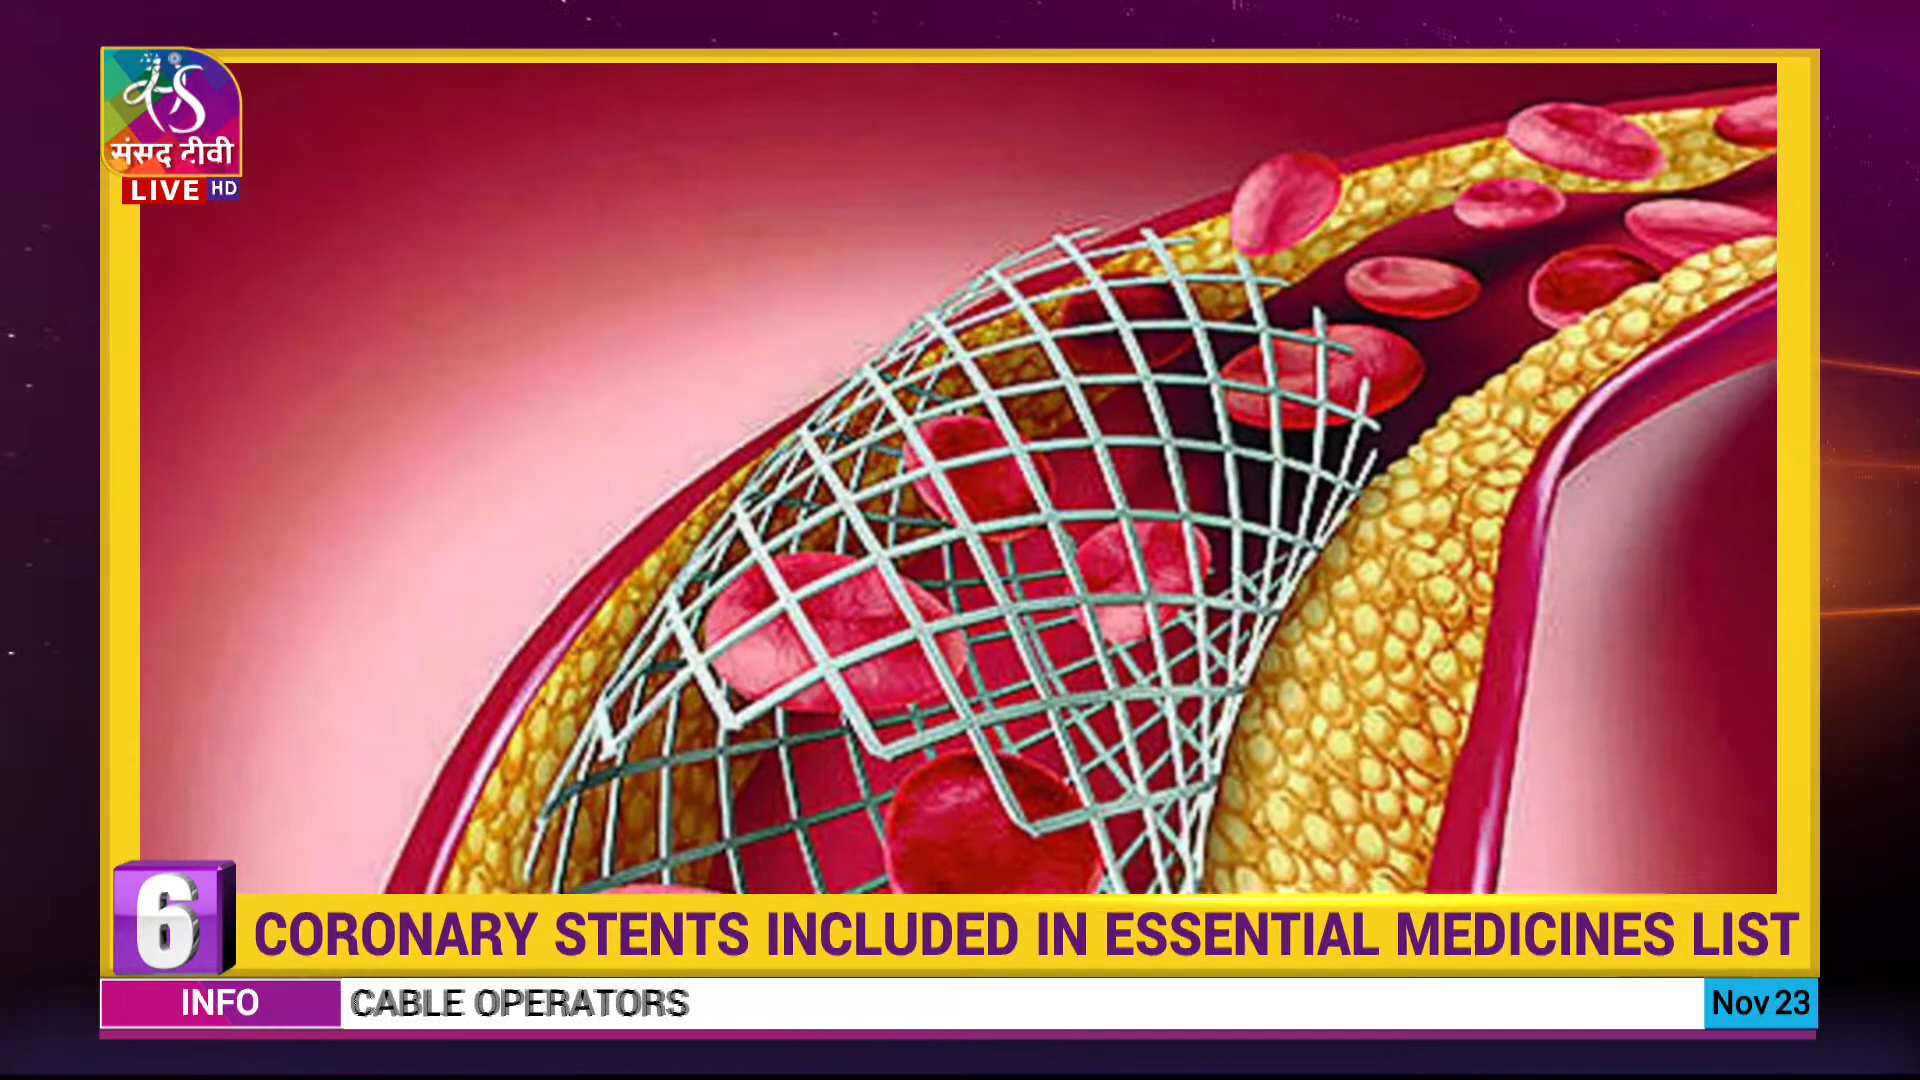 संसद टीवी
LIVE HD
6
CORONARY STENTS INCLUDED IN ESSENTIAL MEDICINES LIST
INFO
CABLE OPERATORS
Nov 23